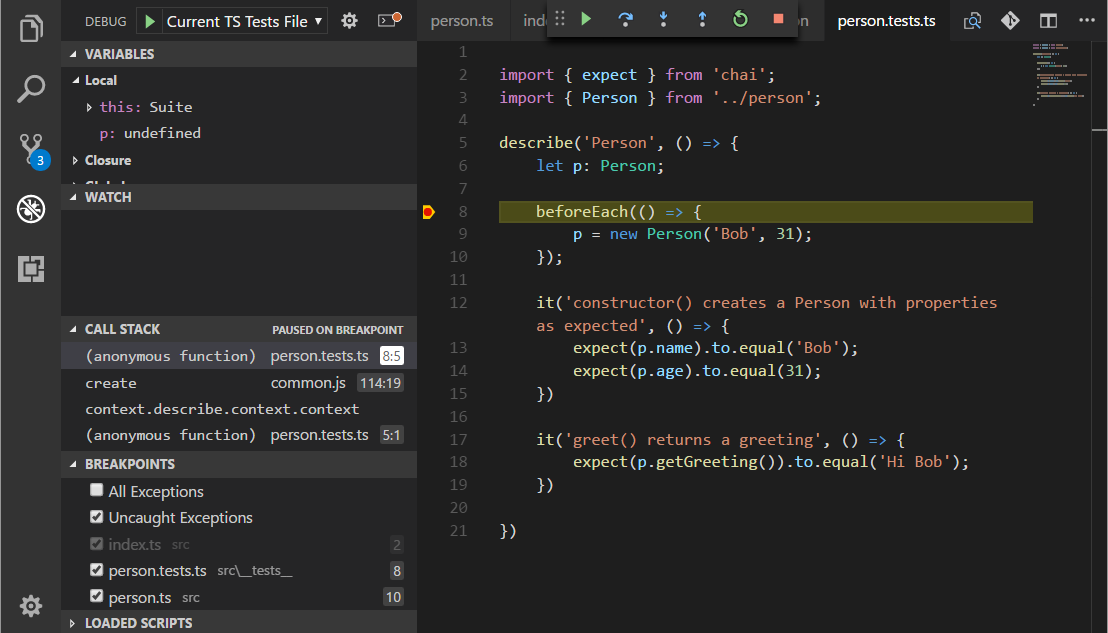 DEBUG Current TS Tests File
VARIABLES
Local
this: Suite
p: undefined
Closure
WATCH
CALL STACK PAUSED ON BREAKPOINT
(anonymous function) person.tests.ts 8:5
create common.js 114:19
context.describe.context.context
(anonymous function) person.tests.ts 5:1
BREAKPOINTS
All Exceptions
Uncaught Exceptions
index.ts src 2
person.tests.ts src\__tests__ 8
person.ts src 10
LOADED SCRIPTS
3
person.ts person.tests.ts
1
2 import { expect } from 'chai';
3 import { Person } from '../person';
4
5 describe('Person', () => {
6 let p: Person;
7
8 beforeEach(() => {
9 p = new Person('Bob', 31);
10 });
11
12 it('constructor() creates a Person with properties
as expected', () => {
13 expect(p.name).to.equal('Bob');
14 expect(p.age).to.equal(31);
15 })
16
17 it('greet() returns a greeting', () => {
18 expect(p.getGreeting()).to.equal('Hi Bob');
19 })
20
21 })